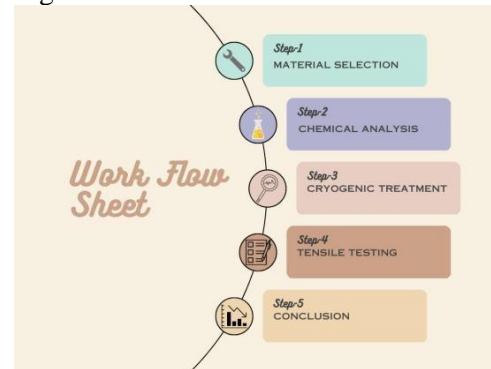 Work Flow
Sheet
Step-1
MATERIAL SELECTION
Step-2
CHEMICAL ANALYSIS
Step-3
CRYOGENIC TREATMENT
Step-4
TENSILE TESTING
Step-5
CONCLUSION